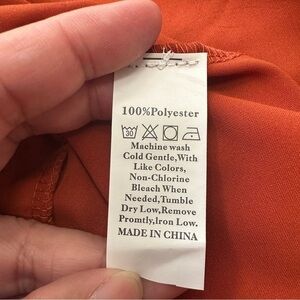 100%Polyester
30
Machine wash
Cold Gentle,With
Like Colors,
Non-Chlorine
Bleach When
Needed,Tumble
Dry Low,Remove
Promtly,Iron Low.
MADE IN CHINA